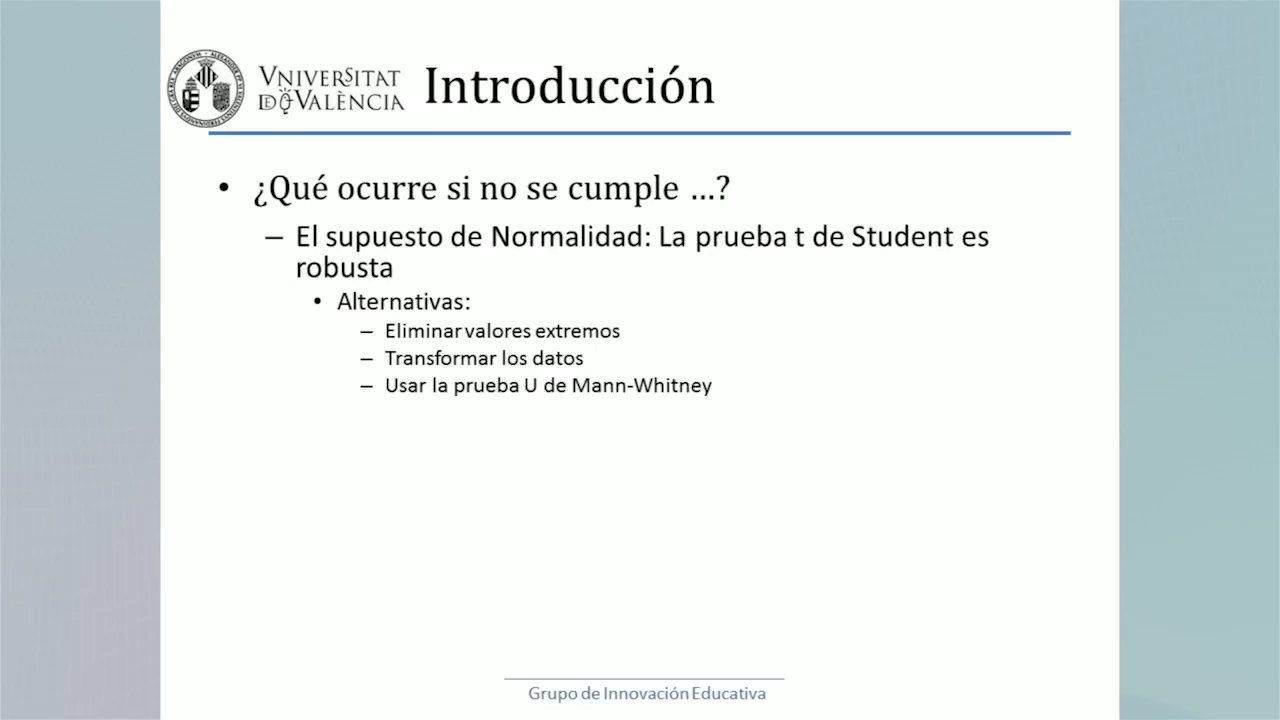 VNIVERSITAT
DE VALÈNCIA
Introducción
• ¿Qué ocurre si no se cumple ...?
– El supuesto de Normalidad: La prueba t de Student es
robusta
• Alternativas:
– Eliminar valores extremos
– Transformar los datos
– Usar la prueba U de Mann-Whitney
Grupo de Innovación Educativa